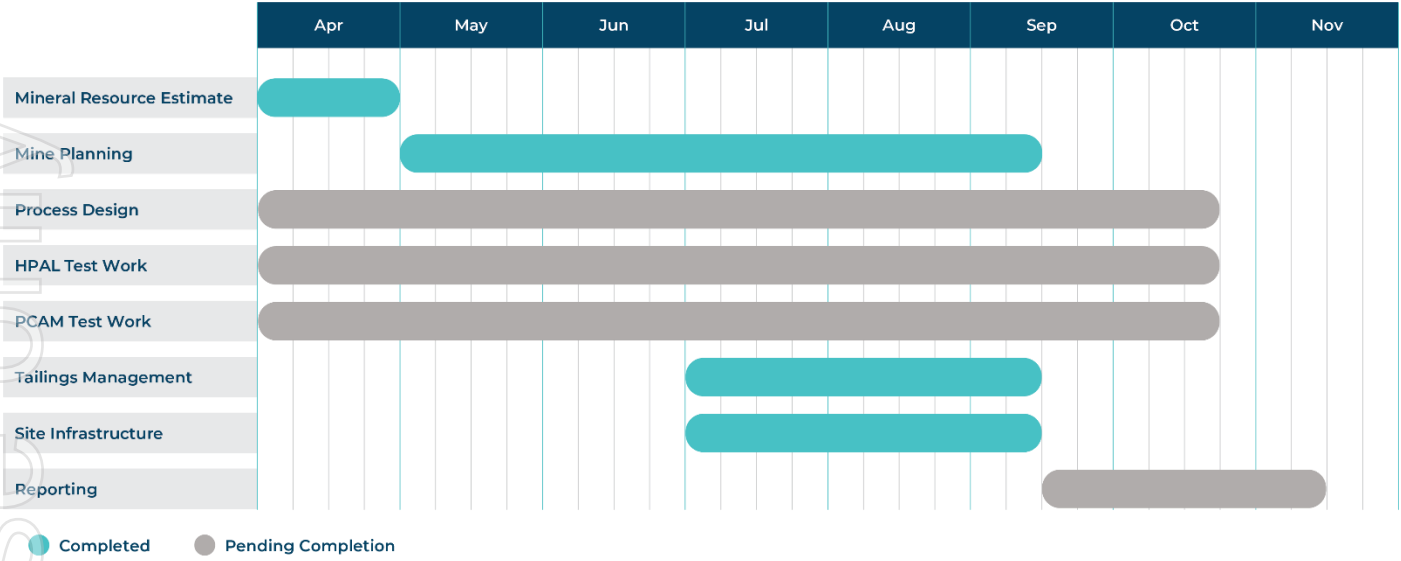 Apr May Jun Jul Aug Sep Oct Nov
Mineral Resource Estimate
Mine Planning
Process Design
HPAL Test Work
PCAM Test Work
Tailings Management
Site Infrastructure
Reporting
Completed Pending Completion